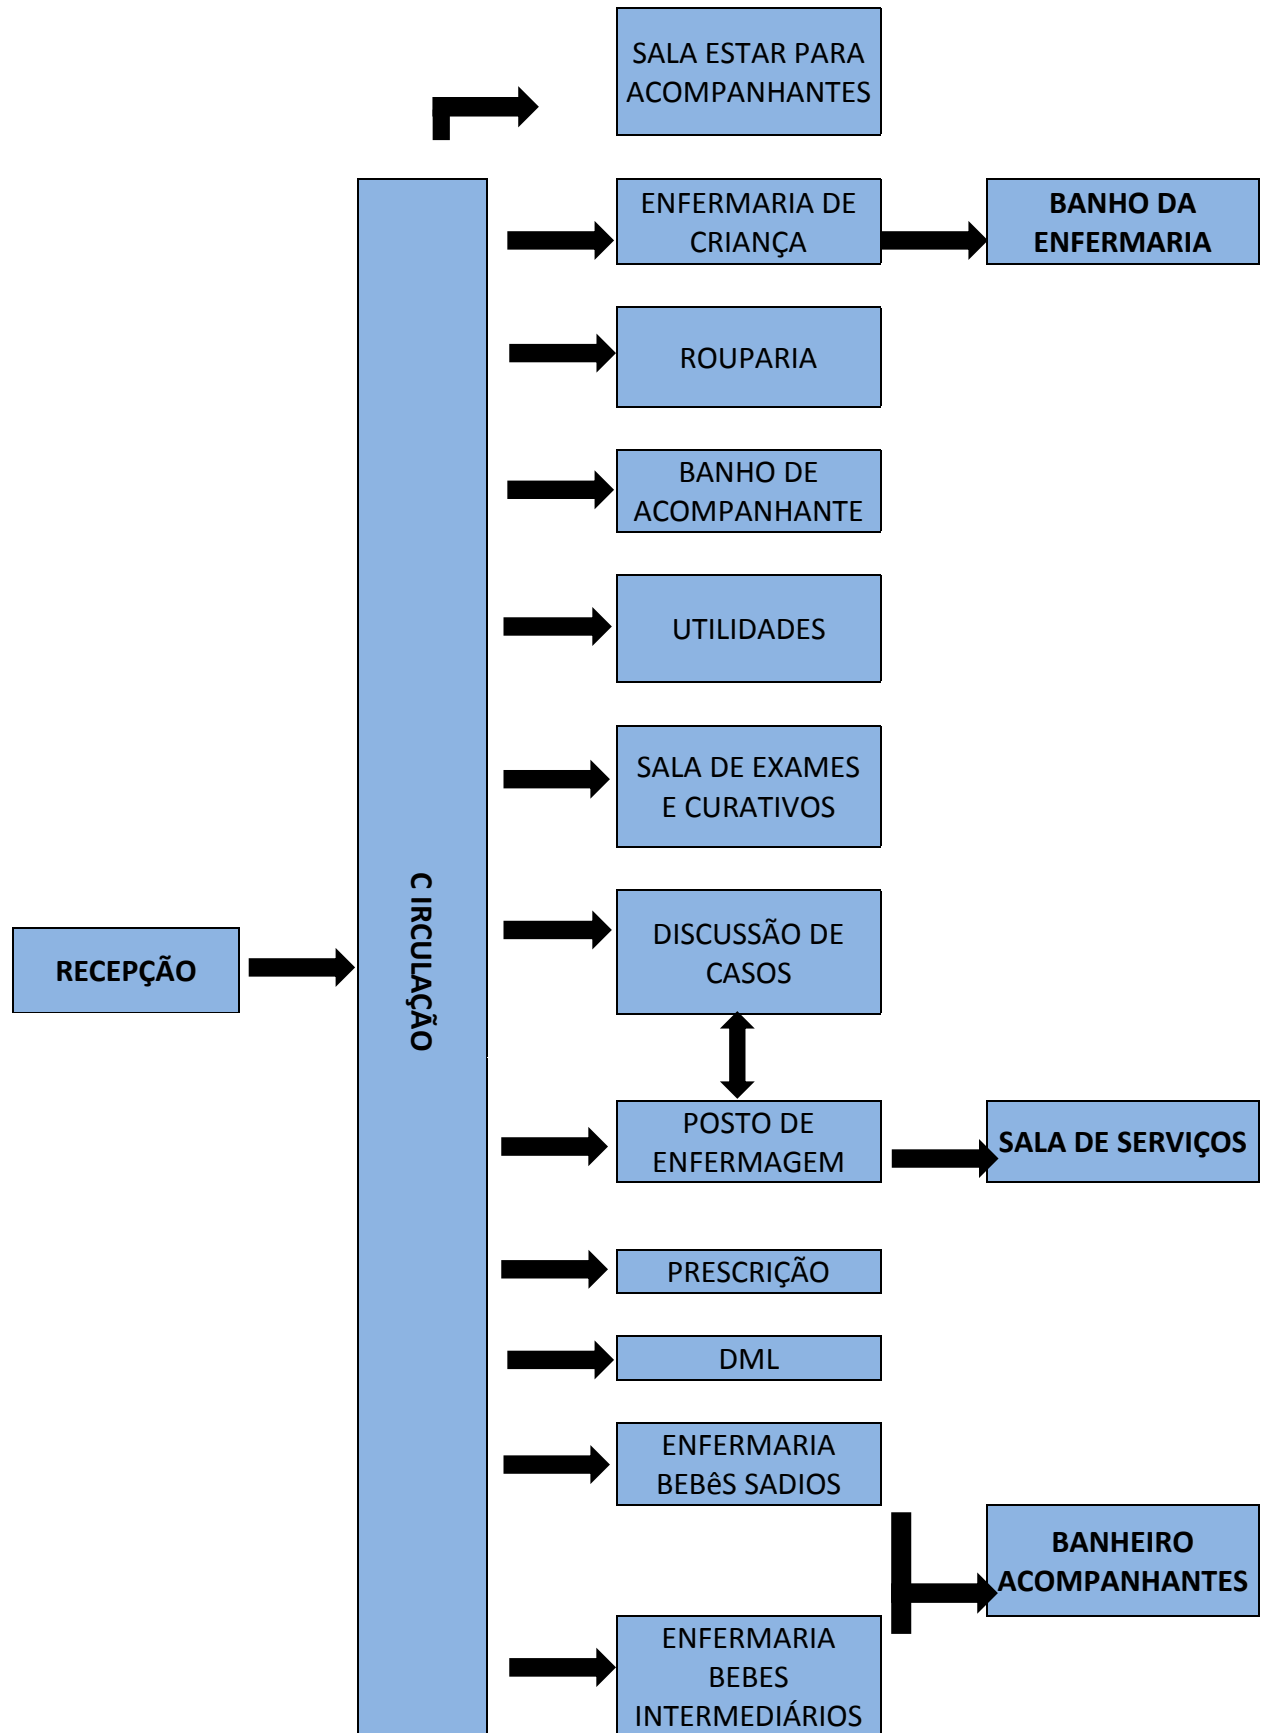 SALA ESTAR PARA
ACOMPANHANTES
ENFERMARIA DE
CRIANÇA
BANHO DA
ENFERMARIA
ROUPARIA
BANHO DE
ACOMPANHANTE
UTILIDADES
SALA DE EXAMES
E CURATIVOS
C IRCULAÇÃO
RECEPÇÃO
DISCUSSÃO DE
CASOS
POSTO DE
ENFERMAGEM
SALA DE SERVIÇOS
PRESCRIÇÃO
DML
ENFERMARIA
BEBêS SADIOS
BANHEIRO
ACOMPANHANTES
ENFERMARIA
BEBES
INTERMEDIÁRIOS